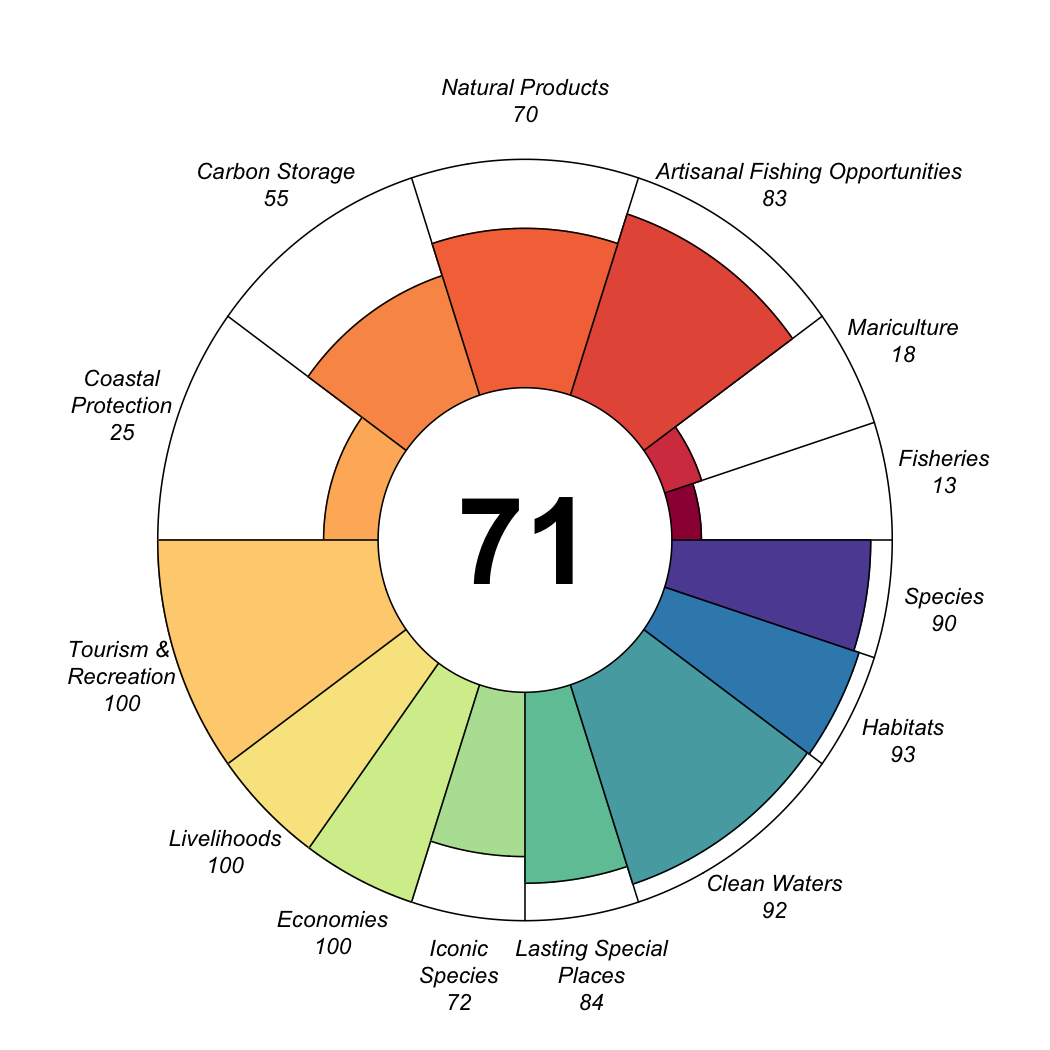 Natural Products
70
Carbon Storage
55
Artisanal Fishing Opportunities
83
Mariculture
18
Coastal
Protection
25
Fisheries
13
71
Species
90
Tourism &
Recreation
100
Habitats
93
Livelihoods
100
Clean Waters
92
Economies
100
Iconic
Species
72
Lasting Special
Places
84